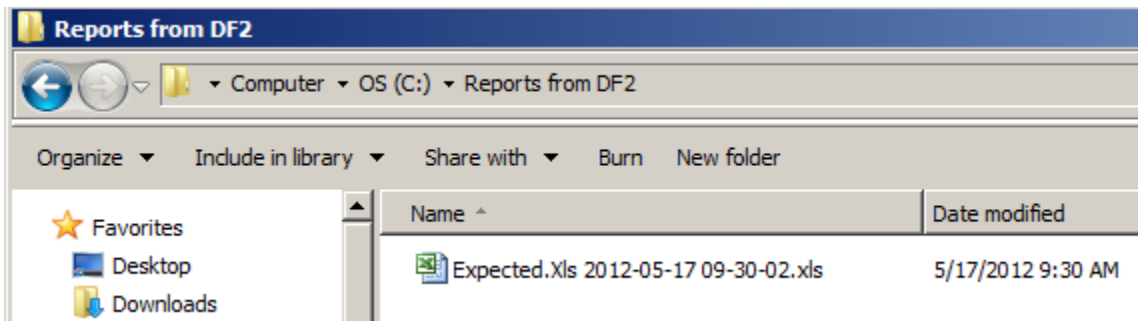 Reports from DF2
Computer OS (C:) Reports from DF2
Organize Include in library Share with Burn New folder
Favorites
Desktop
Downloads
Name Date modified
Expected.Xls 2012-05-17 09-30-02.xls 5/17/2012 9:30 AM